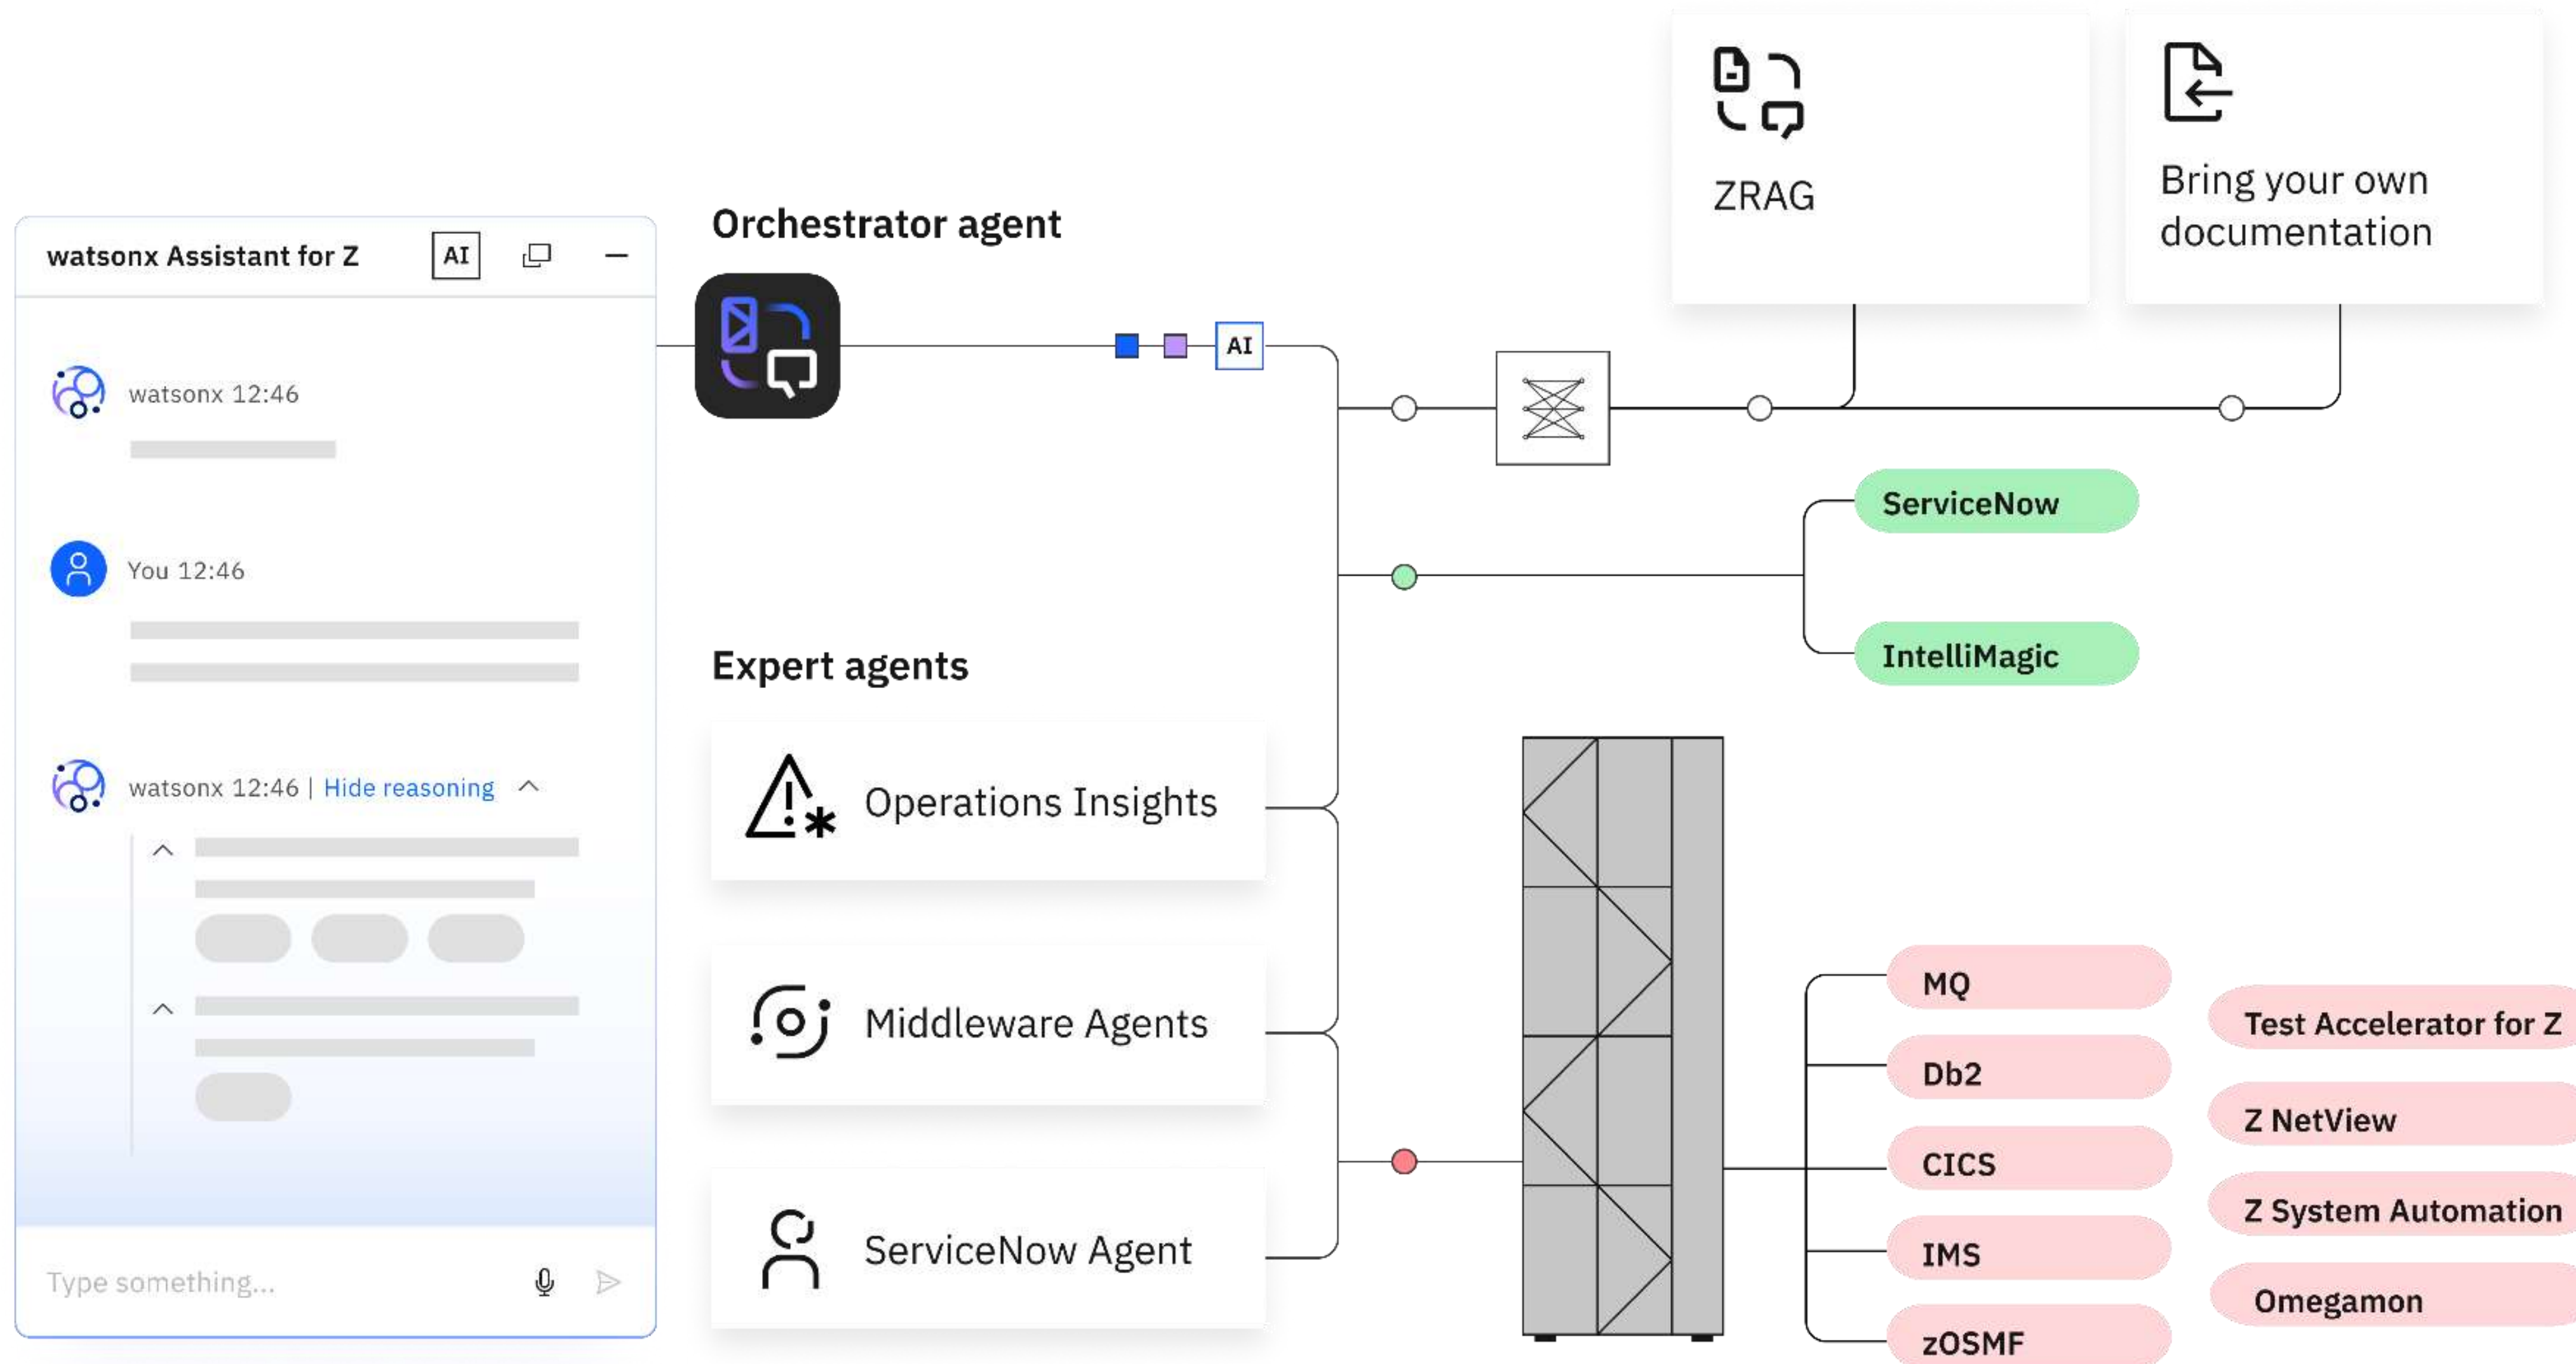 watsonx Assistant for Z
AI
watsonx 12:46
You 12:46
watsonx 12:46 | Hide reasoning
Type something...
Orchestrator agent
AI
Expert agents
Operations Insights
Middleware Agents
ServiceNow Agent
ZRAG
Bring your own
documentation
ServiceNow
IntelliMagic
MQ
Db2
CICS
IMS
zOSMF
Test Accelerator for Z
Z NetView
Z System Automation
Omegamon